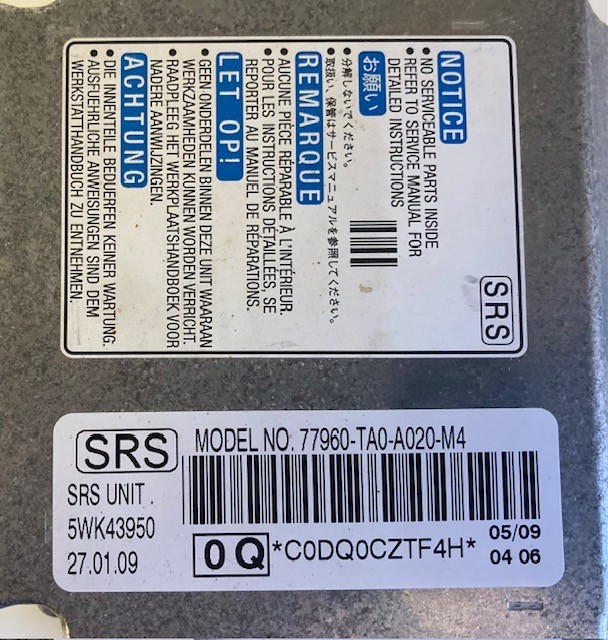 SRS
NOTICE
• NO SERVICEABLE PARTS INSIDE
• REFER TO SERVICE MANUAL FOR
DETAILED INSTRUCTIONS
お願い
• 分解しないでください。
• 取扱い、保管はサービスマニュアルを参照してください。
REMARQUE
• AUCUNE PIÈCE RÉPARABLE À L'INTÉRIEUR.
• POUR LES INSTRUCTIONS DÉTAILLÉES, SE
REPORTER AU MANUEL DE RÉPARATIONS.
LET OP!
• GEEN ONDERDELEN BINNEN DEZE UNIT WAARAAN
WERKZAAMHEDEN KUNNEN WORDEN VERRICHT.
• RAADPLEEG HET WERKPLAATSHANDBOEK VOOR
NADERE AANWIJZINGEN.
ACHTUNG
• DIE INNENTEILE BEDUERFEN KEINER WARTUNG.
• AUSFUEHRLICHE ANWEISUNGEN SIND DEM
WERKSTATTHANDBUCH ZU ENTNEHMEN.
SRS
MODEL NO. 77960-TA0-A020-M4
SRS UNIT .
5WK43950
27.01.09
0 Q *C0DQ0CZTF4H*
05/09
04 06